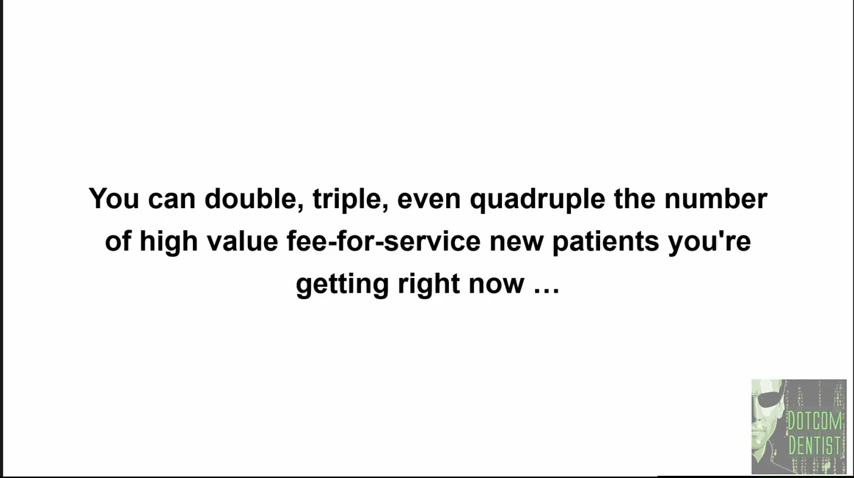 You can double, triple, even quadruple the number
of high value fee-for-service new patients you're
getting right now …
DOTCOM
DENTIST